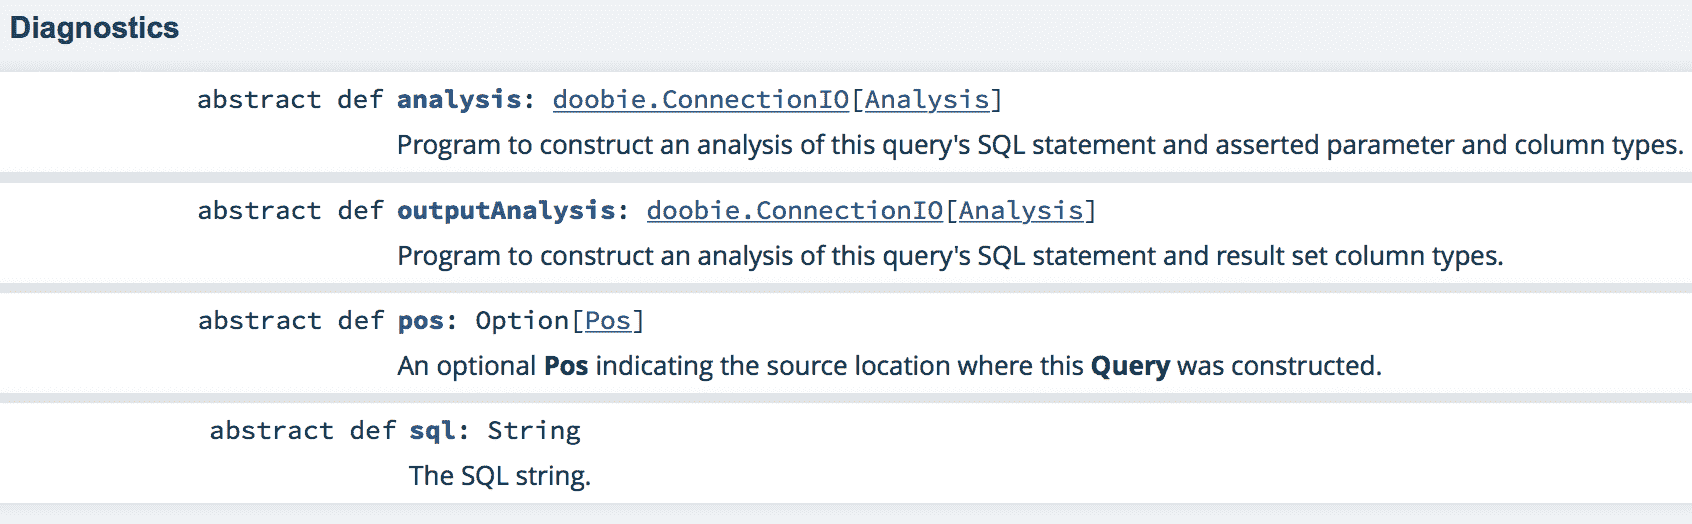 Diagnostics
abstract def analysis: doobie.ConnectionIO[Analysis]
Program to construct an analysis of this query's SQL statement and asserted parameter and column types.
abstract def outputAnalysis: doobie.ConnectionIO[Analysis]
Program to construct an analysis of this query's SQL statement and result set column types.
abstract def pos: Option[Pos]
An optional Pos indicating the source location where this Query was constructed.
abstract def sql: String
The SQL string.